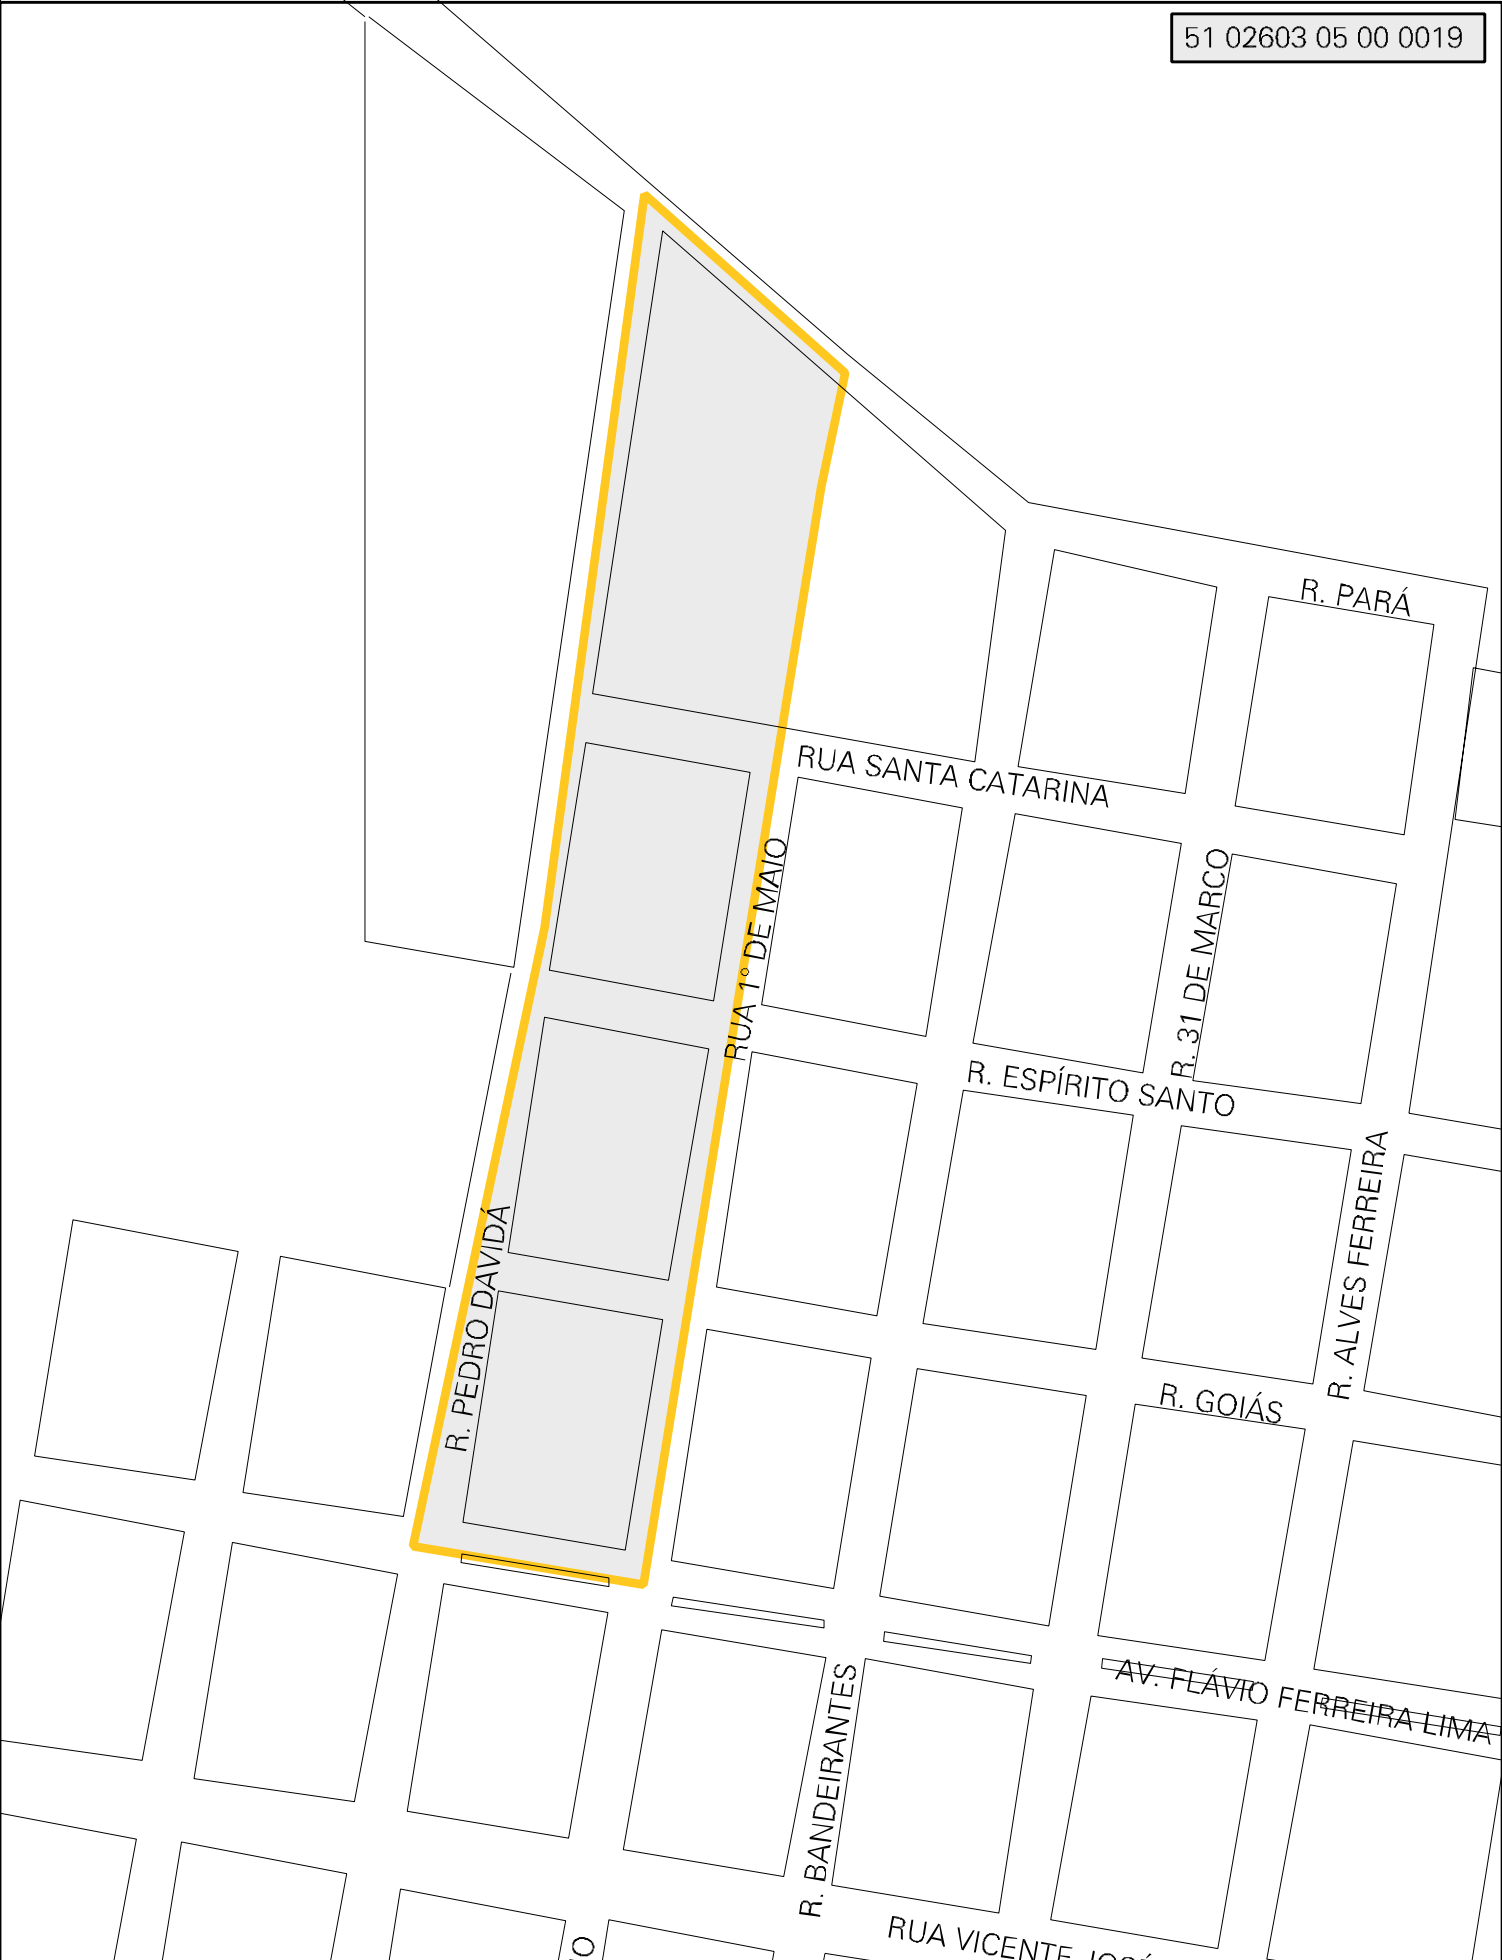 51 02603 05 00 0019
R. PARÁ
RUA SANTA CATARINA
RUA 1° DE MAIO
R. 31 DE MARCO
R. ESPÍRITO SANTO
R. ALVES FERREIRA
R. PEDRO DAVIDÁ
R. GOIÁS
AV. FLÁVIO FERREIRA LIMA
R. BANDEIRANTES
RUA VICENTE JOSÉ
O